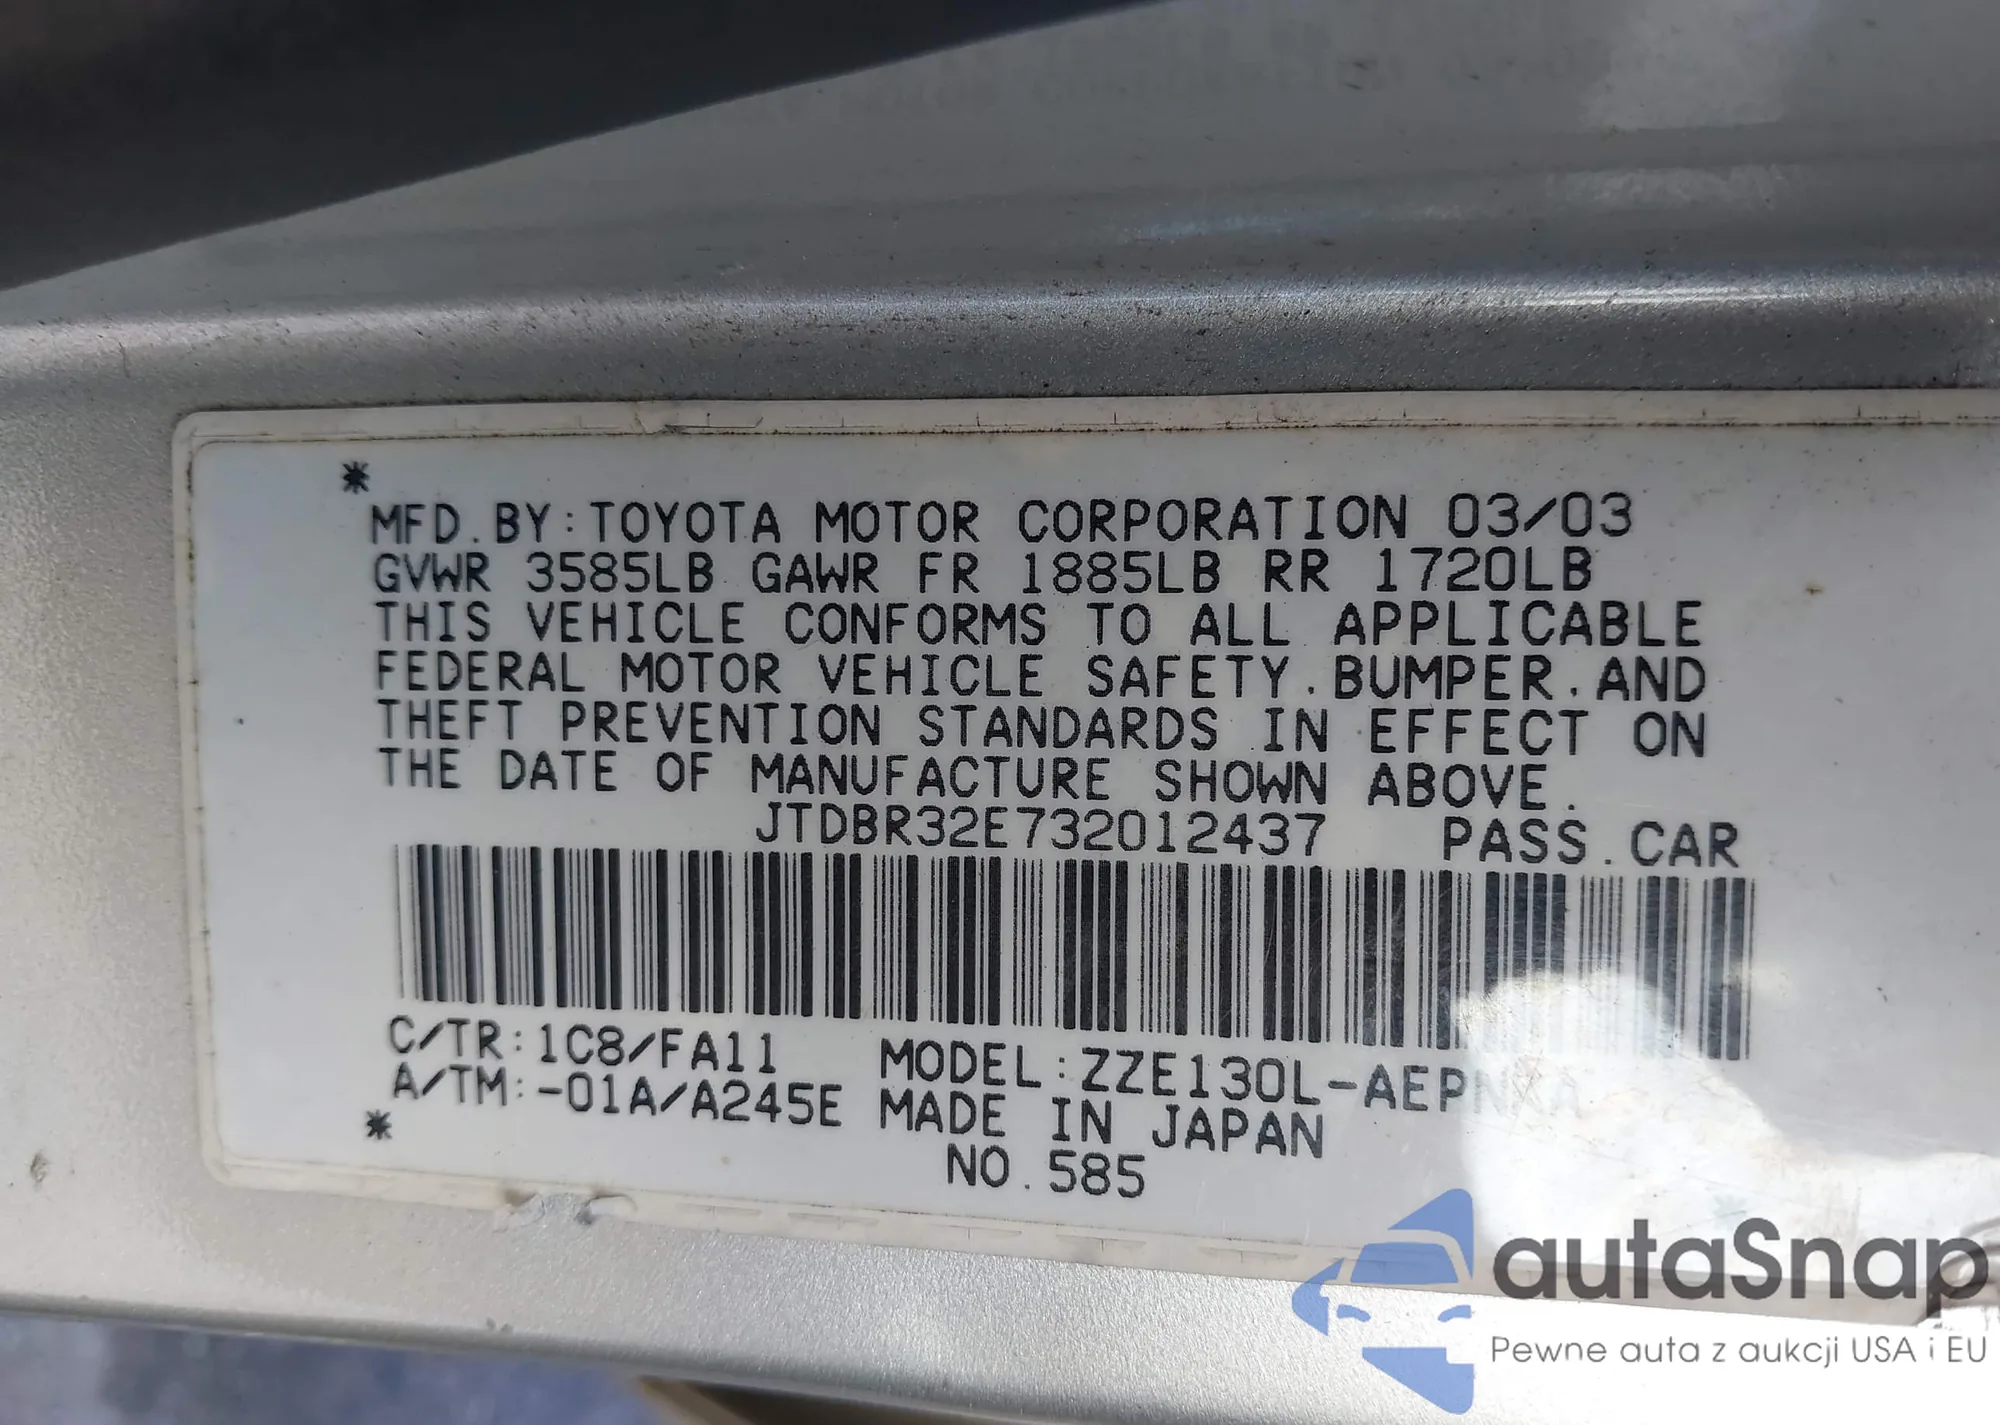 *
MFD.BY:TOYOTA MOTOR CORPORATION 03/03
GVWR 3585LB GAWR FR 1885LB RR 1720LB
THIS VEHICLE CONFORMS TO ALL APPLICABLE
FEDERAL MOTOR VEHICLE SAFETY.BUMPER.AND
THEFT PREVENTION STANDARDS IN EFFECT ON
THE DATE OF MANUFACTURE SHOWN ABOVE.
JTDBR32E732012437 PASS.CAR
C/TR:1C8/FA11 MODEL:ZZE130L-AEPNKA
A/TM:-01A/A245E MADE IN JAPAN
*
NO.585
autaSnap
Pewne auta z aukcji USA i EU